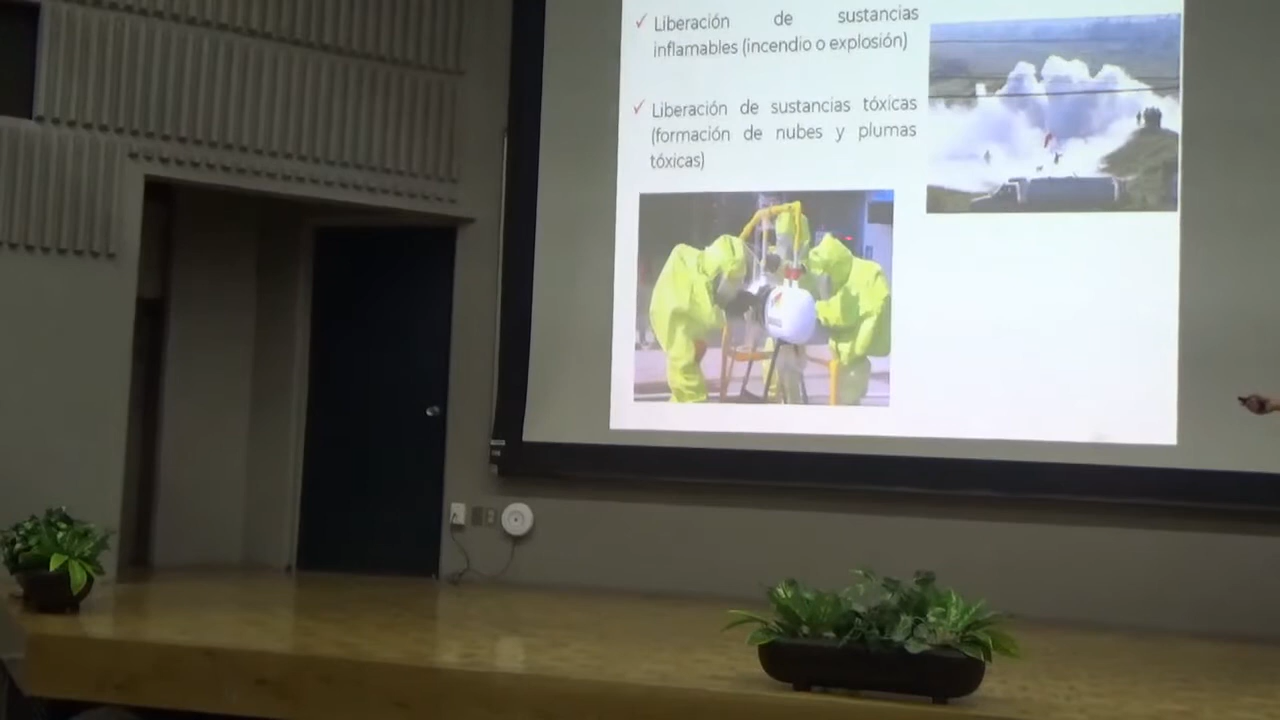 ✓ Liberación de sustancias
inflamables (incendio o explosión)
✓ Liberación de sustancias tóxicas
(formación de nubes y plumas
tóxicas)